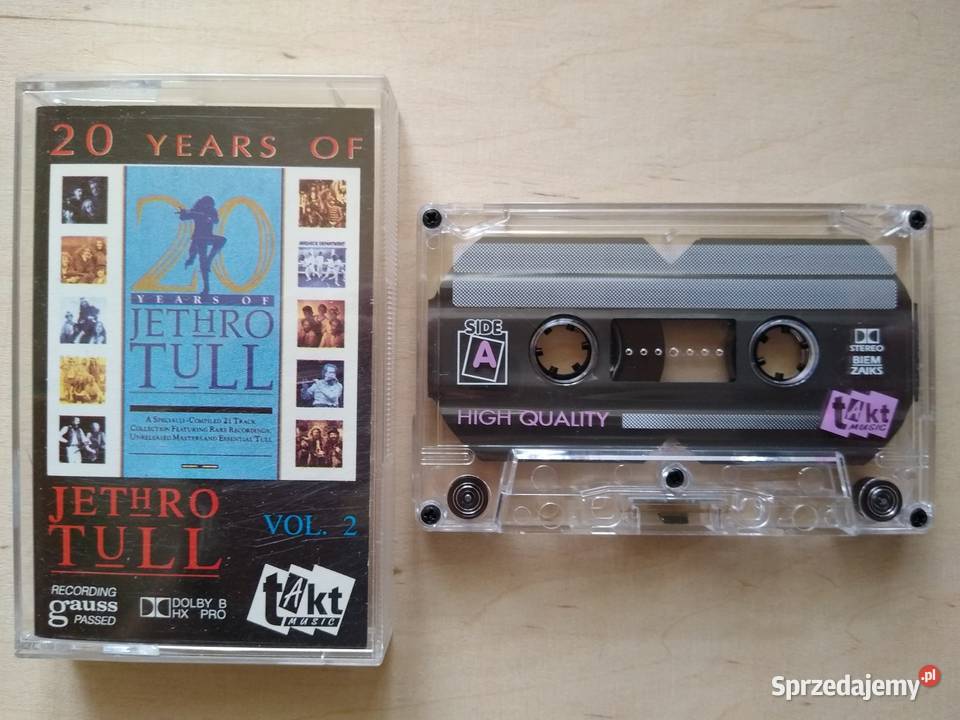 20 YEARS OF
20
YEARS OF
JETHRO
TULL
A SPECIALLY-COMPILED 21 TRACK
COLLECTION FEATURING RARE RECORDINGS,
UNRELEASED MASTERS AND ESSENTIAL TULL
JETHRO
TULL
VOL. 2
RECORDING
gauss
PASSED
DOLBY B
HX PRO
tAkt
MUSIC
SIDE
A
HIGH QUALITY
STEREO
BIEM
ZAIKS
tAkt
MUSIC
Sprzedajemy.pl